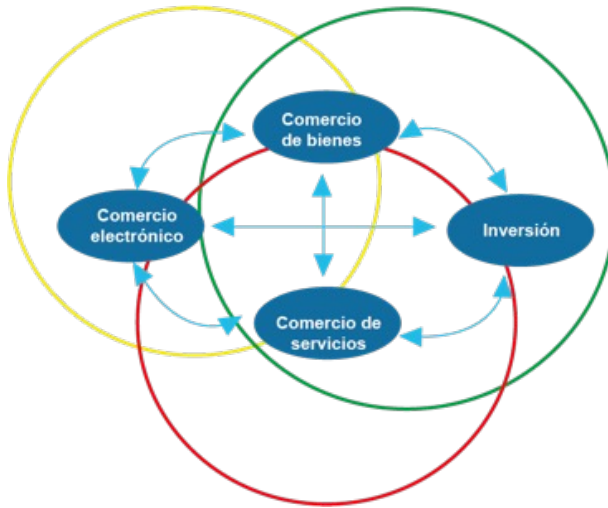 Comercio
de bienes
Comercio
electrónico
Inversión
Comercio de
servicios